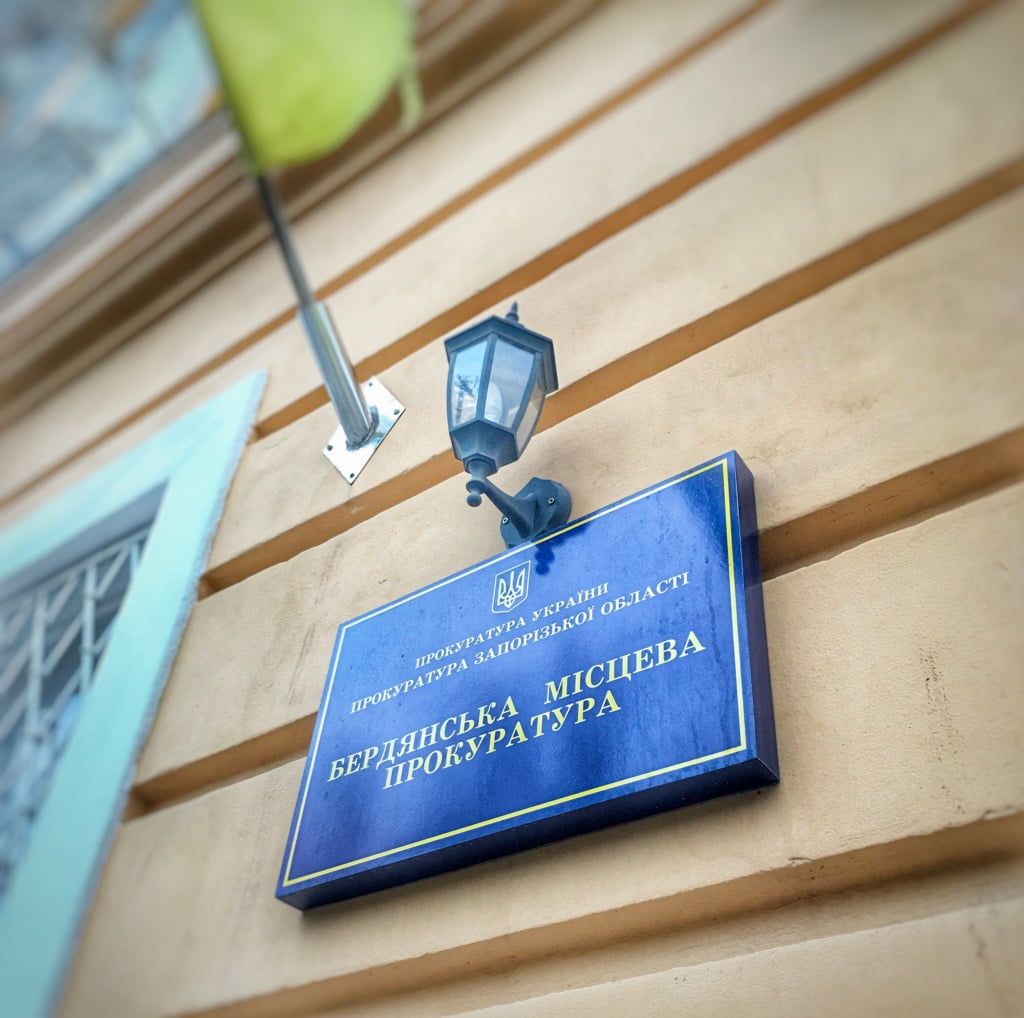 ПРОКУРАТУРА УКРАЇНИ
ПРОКУРАТУРА ЗАПОРІЗЬКОЇ ОБЛАСТІ
БЕРДЯНСЬКА МІСЦЕВА
ПРОКУРАТУРА